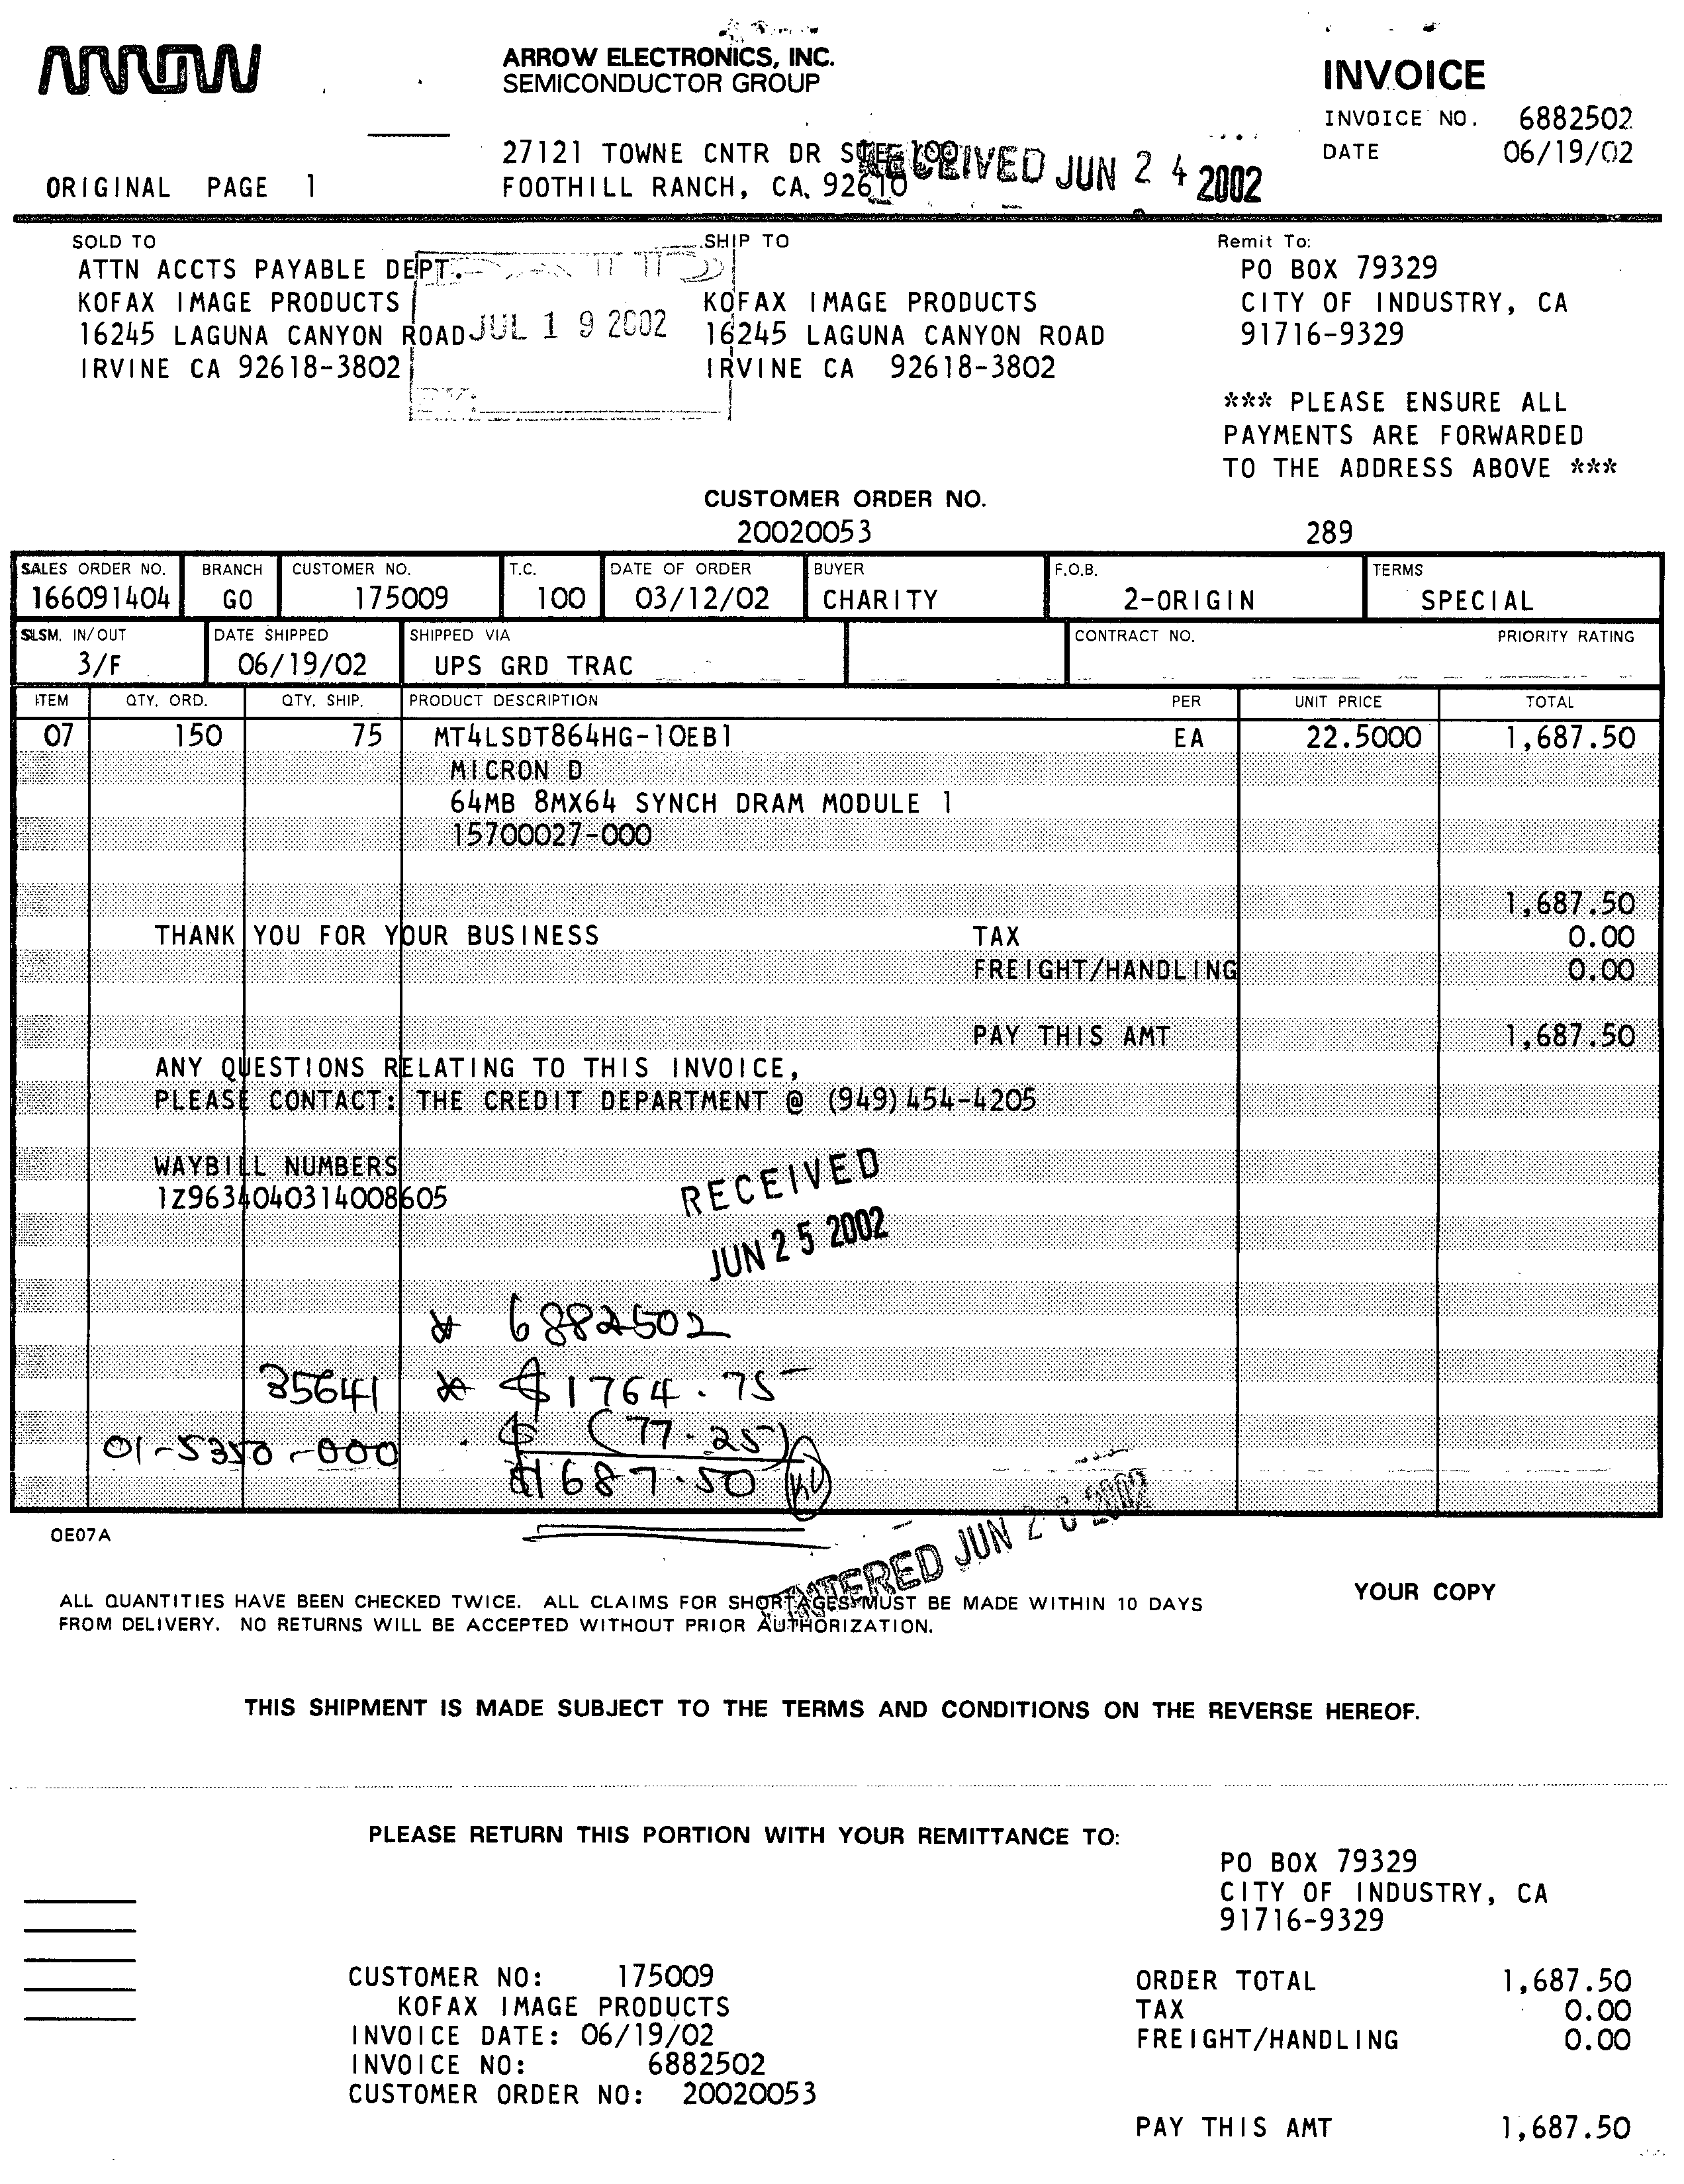 ARROW
ARROW ELECTRONICS, INC.
SEMICONDUCTOR GROUP
INVOICE
INVOICE NO. 6882502
DATE 06/19/02
27121 TOWNE CNTR DR STE 100
FOOTHILL RANCH, CA. 92610
RECEIVED JUN 24 2002
ORIGINAL PAGE 1
SOLD TO
ATTN ACCTS PAYABLE DEPT.
KOFAX IMAGE PRODUCTS
16245 LAGUNA CANYON ROAD
IRVINE CA 92618-3802
JUL 19 2002
SHIP TO
KOFAX IMAGE PRODUCTS
16245 LAGUNA CANYON ROAD
IRVINE CA 92618-3802
Remit To:
PO BOX 79329
CITY OF INDUSTRY, CA
91716-9329
*** PLEASE ENSURE ALL
PAYMENTS ARE FORWARDED
TO THE ADDRESS ABOVE ***
CUSTOMER ORDER NO.
20020053 289
SALES ORDER NO. BRANCH CUSTOMER NO. T.C. DATE OF ORDER BUYER F.O.B. TERMS
166091404 GO 175009 100 03/12/02 CHARITY 2-ORIGIN SPECIAL
SLSM. IN/OUT DATE SHIPPED SHIPPED VIA CONTRACT NO. PRIORITY RATING
3/F 06/19/02 UPS GRD TRAC
ITEM QTY. ORD. QTY. SHIP. PRODUCT DESCRIPTION PER UNIT PRICE TOTAL
07 150 75 MT4LSDT864HG-10EB1 EA 22.5000 1,687.50
MICRON D
64MB 8MX64 SYNCH DRAM MODULE 1
15700027-000
1,687.50
THANK YOU FOR YOUR BUSINESS TAX 0.00
FREIGHT/HANDLING 0.00
PAY THIS AMT 1,687.50
ANY QUESTIONS RELATING TO THIS INVOICE,
PLEASE CONTACT: THE CREDIT DEPARTMENT @ (949)454-4205
WAYBILL NUMBERS
1Z9634040314008605
RECEIVED
JUN 25 2002
* 6882502
35641 * $1764.75
01-5350-000 $ (77.25)
$1687.50 KL
OE07A
ENTERED JUN 26 2002
ALL QUANTITIES HAVE BEEN CHECKED TWICE. ALL CLAIMS FOR SHORTAGES MUST BE MADE WITHIN 10 DAYS
FROM DELIVERY. NO RETURNS WILL BE ACCEPTED WITHOUT PRIOR AUTHORIZATION.
YOUR COPY
THIS SHIPMENT IS MADE SUBJECT TO THE TERMS AND CONDITIONS ON THE REVERSE HEREOF.
PLEASE RETURN THIS PORTION WITH YOUR REMITTANCE TO:
PO BOX 79329
CITY OF INDUSTRY, CA
91716-9329
CUSTOMER NO: 175009
KOFAX IMAGE PRODUCTS
INVOICE DATE: 06/19/02
INVOICE NO: 6882502
CUSTOMER ORDER NO: 20020053
ORDER TOTAL 1,687.50
TAX 0.00
FREIGHT/HANDLING 0.00
PAY THIS AMT 1,687.50